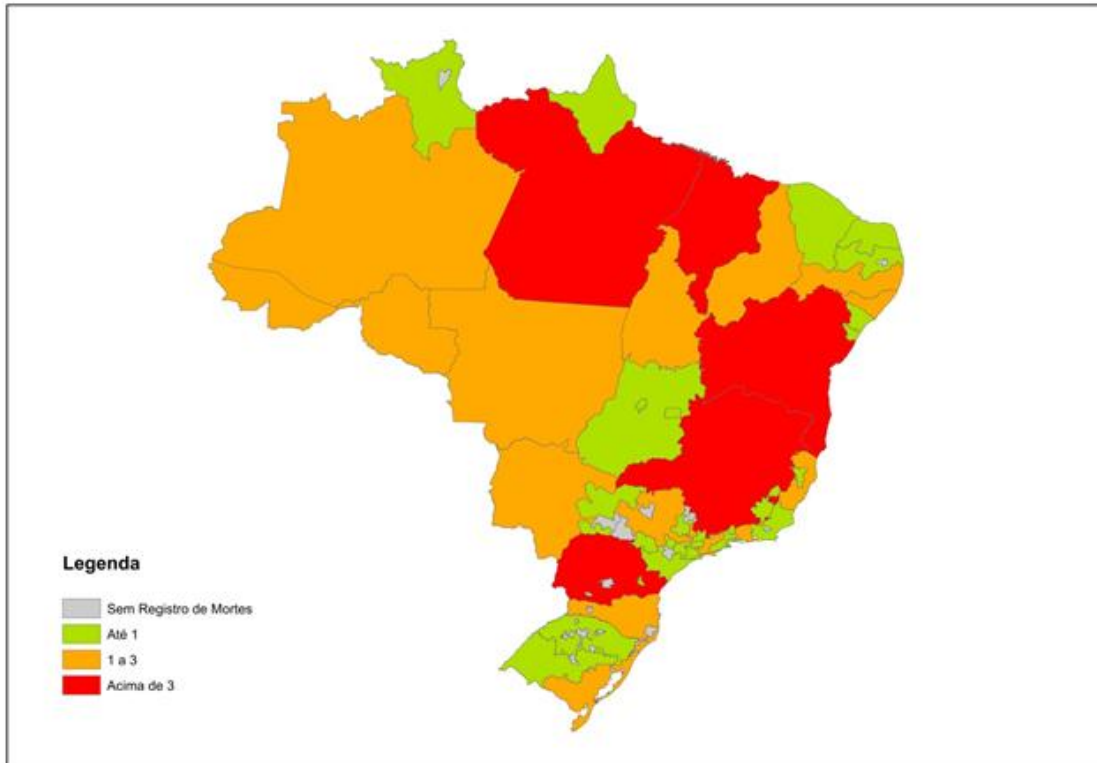 Legenda
Sem Registro de Mortes
Até 1
1 a 3
Acima de 3